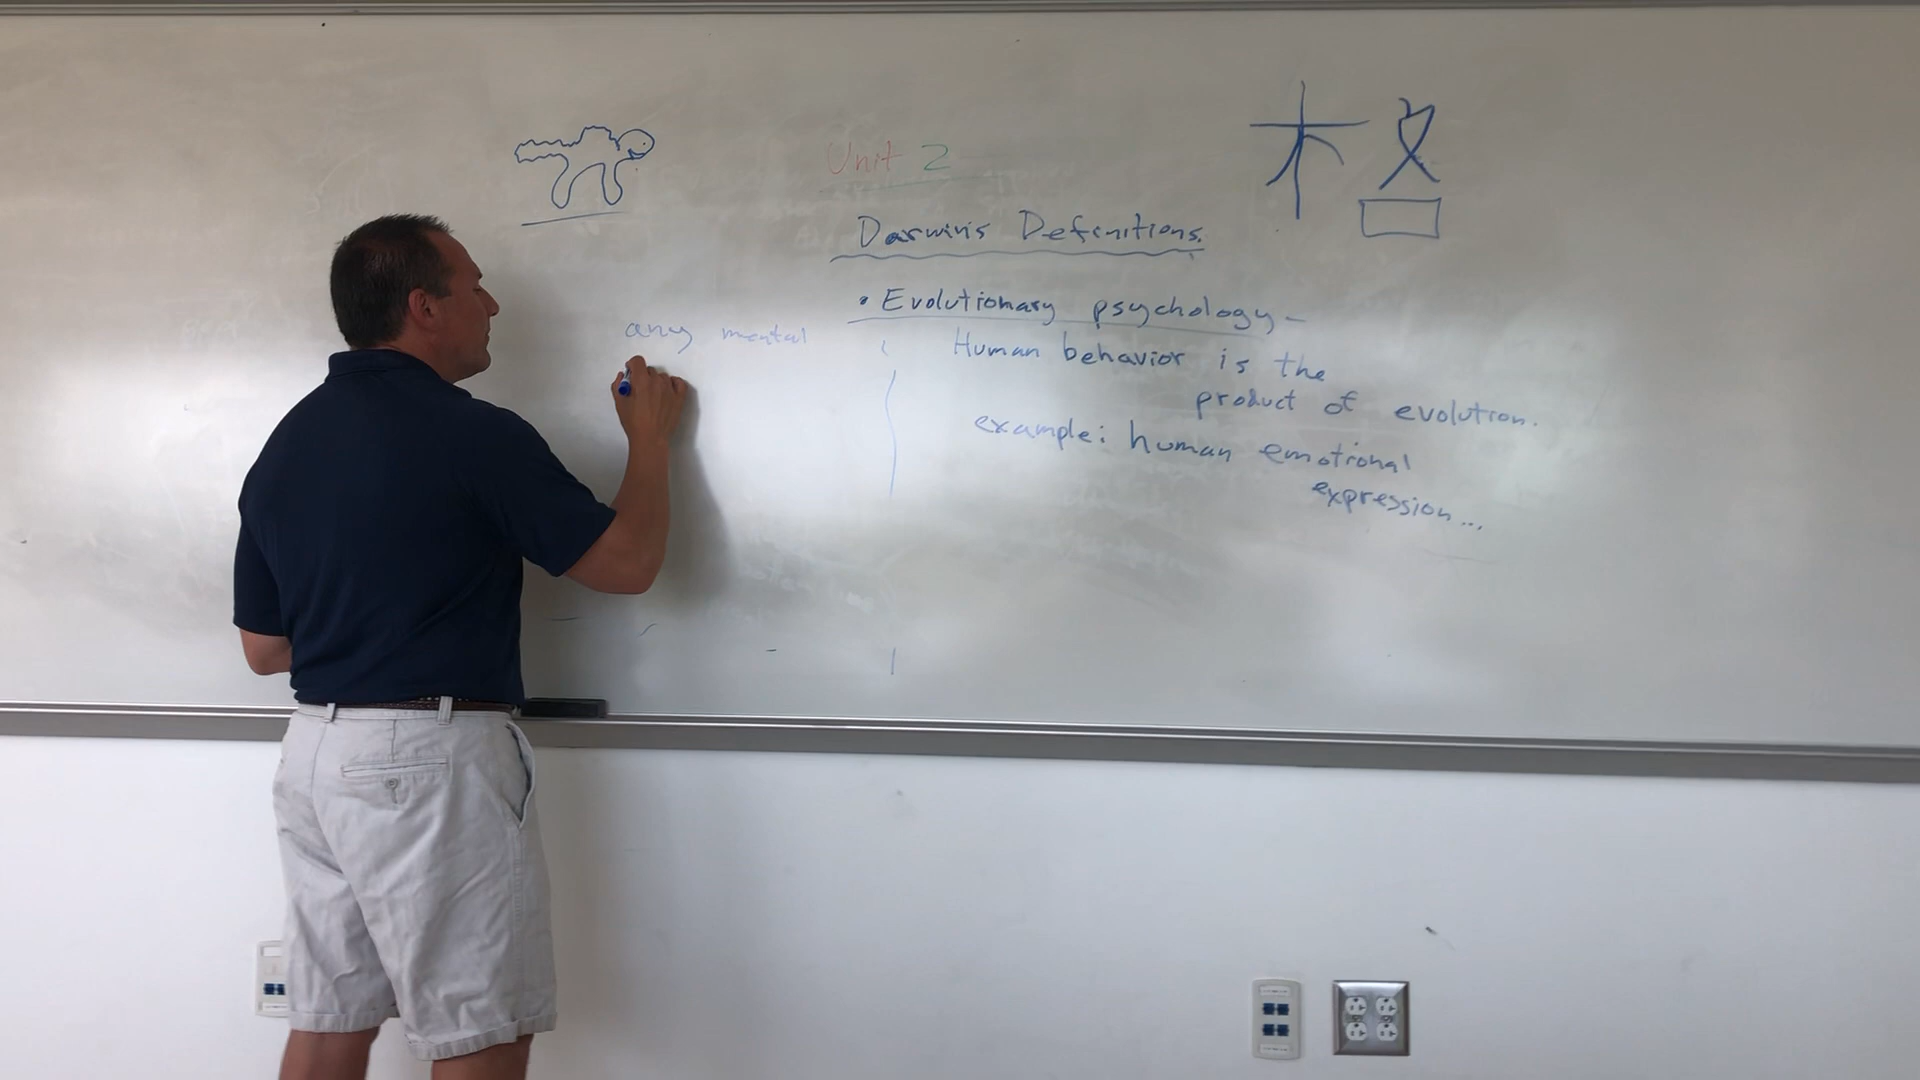 Unit 2
Darwin's Definitions.
• Evolutionary psychology -
any mental
Human behavior is the
product of evolution.
example: human emotional
expression...